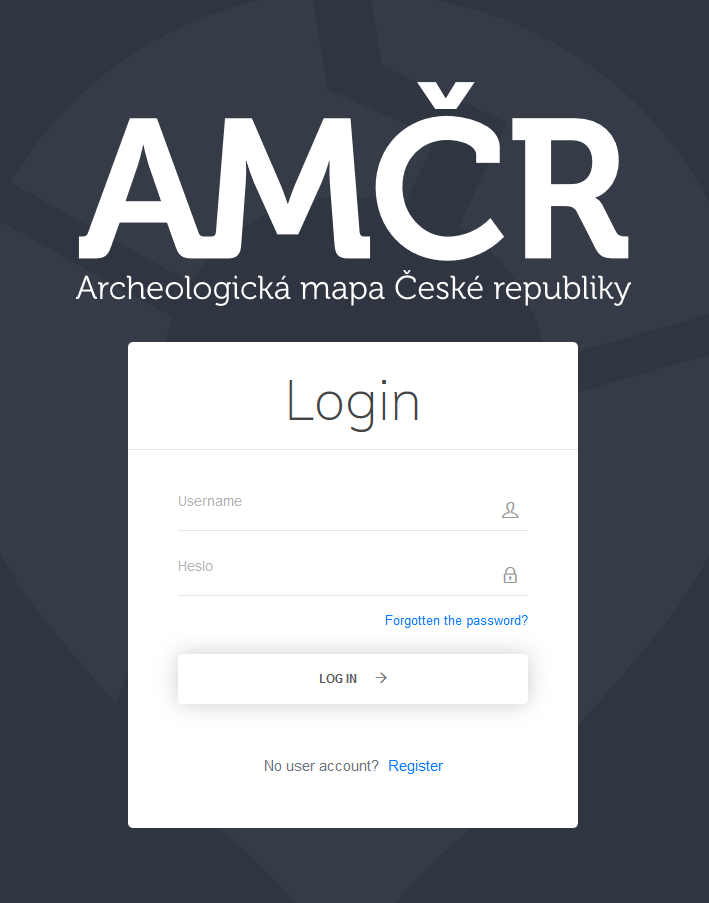 AMČR
Archeologická mapa České republiky
Login
Username
Heslo
Forgotten the password?
LOG IN
No user account? Register